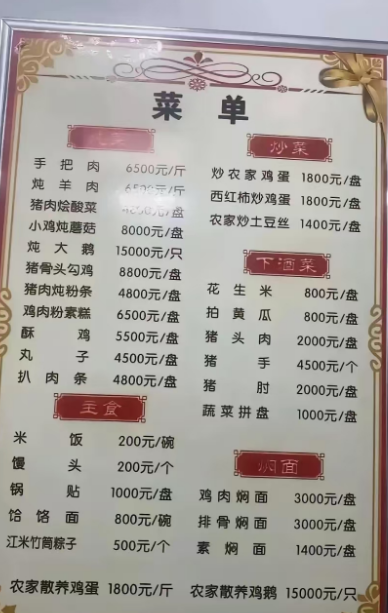 菜单
手把肉 6500元/斤
炖羊肉 6500元/斤
猪肉烩酸菜 元/盘
小鸡炖蘑菇 8000元/盘
炖大鹅 15000元/只
猪骨头勾鸡 8800元/盘
猪肉炖粉条 4800元/盘
鸡肉粉素糕 6500元/盘
酥鸡 5500元/盘
丸子 4500元/盘
扒肉条 4800元/盘
主食
米饭 200元/碗
馒头 200元/个
锅贴 1000元/盘
饸饹面 800元/碗
江米竹筒粽子 500元/个
农家散养鸡蛋 1800元/斤
炒菜
炒农家鸡蛋 1800元/盘
西红柿炒鸡蛋 1800元/盘
农家炒土豆丝 1400元/盘
下酒菜
花生米 800元/盘
拍黄瓜 800元/盘
猪头肉 2000元/盘
猪手 4500元/个
猪肘 2000元/盘
蔬菜拼盘 1000元/盘
焖面
鸡肉焖面 3000元/盘
排骨焖面 3000元/盘
素焖面 1400元/盘
农家散养鸡鹅 15000元/只